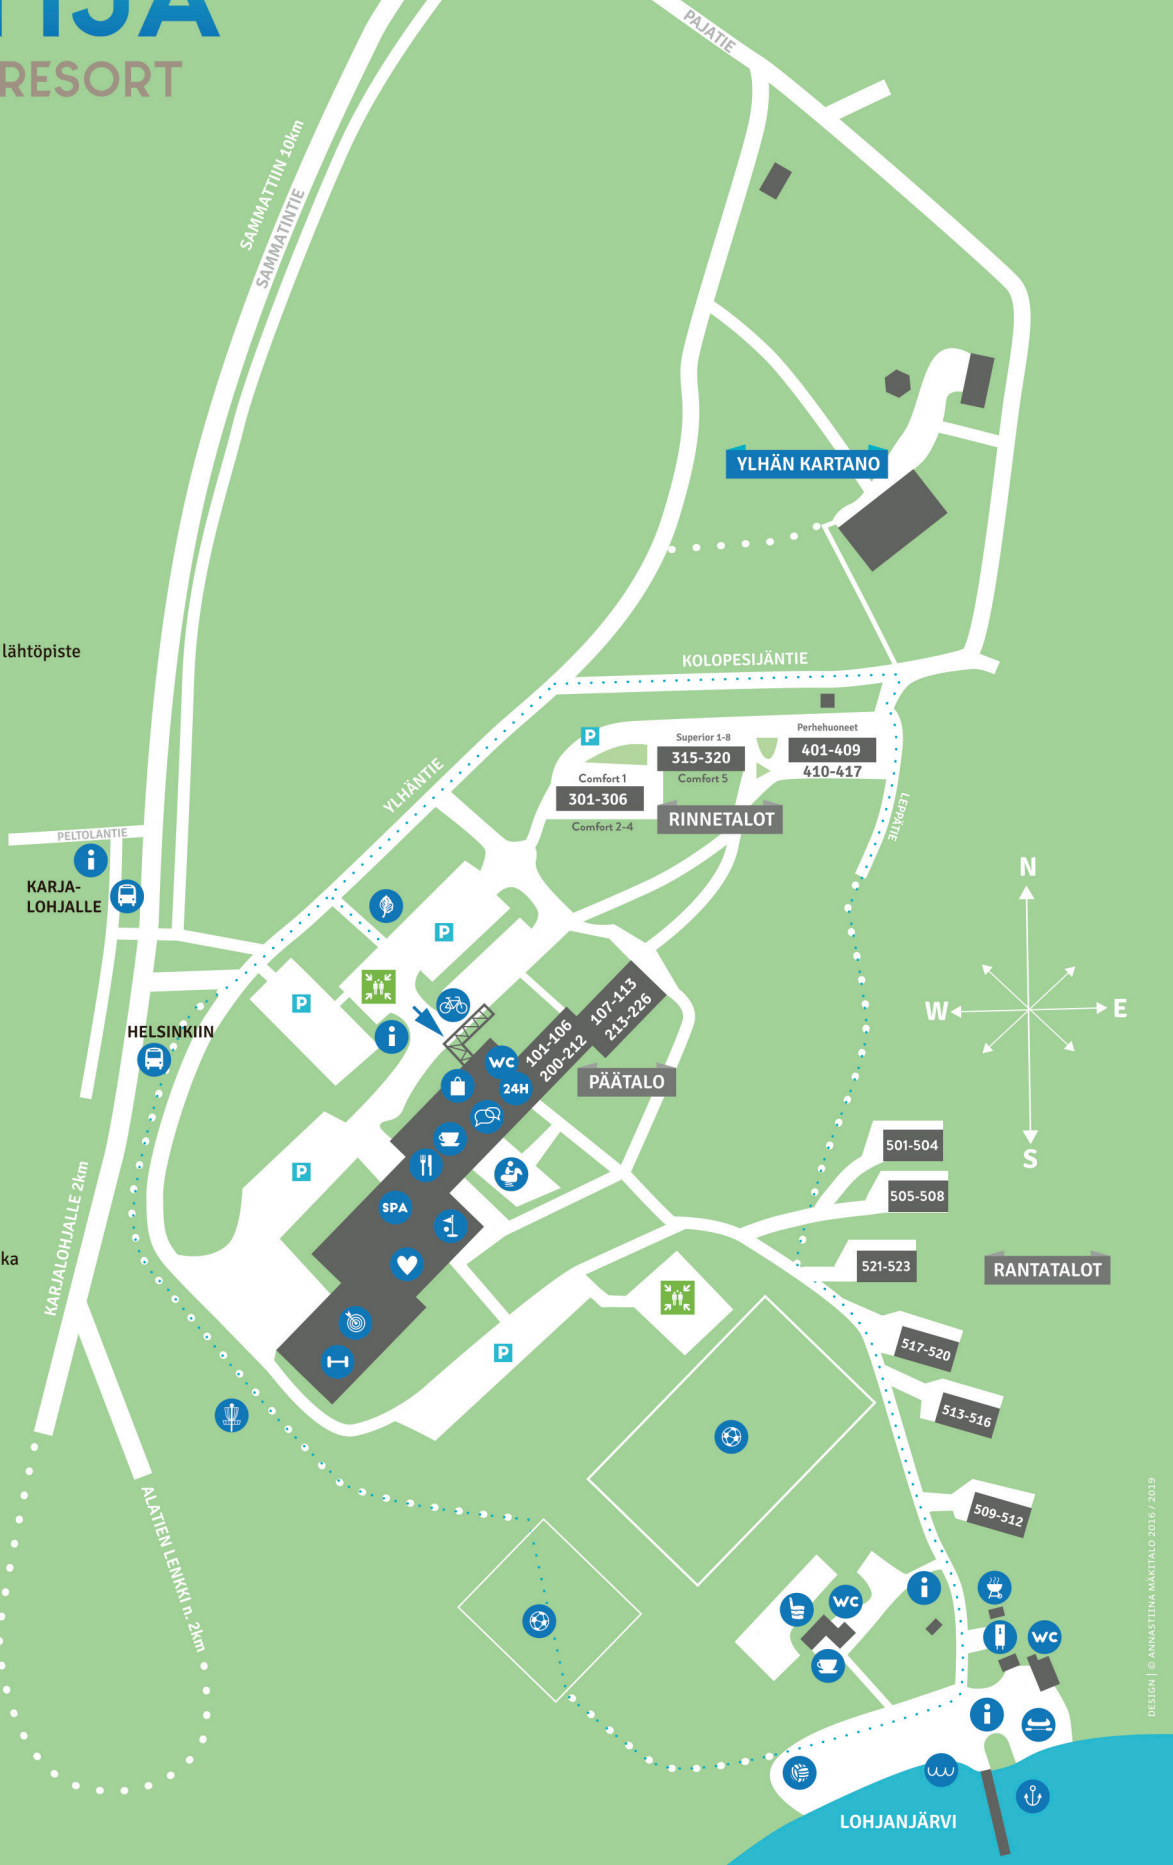 RESORT
PAJATIE
SAMMATTIIN 10km
SAMMATINTIE
YLHÄN KARTANO
lähtöpiste
KOLOPESIJÄNTIE
P
Superior 1-8
315-320
Comfort 5
Perhehuoneet
401-409
410-417
Comfort 1
301-306
Comfort 2-4
RINNETALOT
YLHÄNTIE
LEPPÄTIE
PELTOLANTIE
i
KARJA-
LOHJALLE
N
W
E
S
P
P
HELSINKIIN
i
107-113
213-226
101-106
200-212
WC
24H
PÄÄTALO
P
SPA
501-504
505-508
521-523
RANTATALOT
KARJALOHJALLE 2km
ka
P
517-520
513-516
509-512
ALATIEN LENKKI n. 2km
WC
i
WC
i
LOHJANJÄRVI
DESIGN | © ANNASTIINA MÄKITALO 2016 / 2019